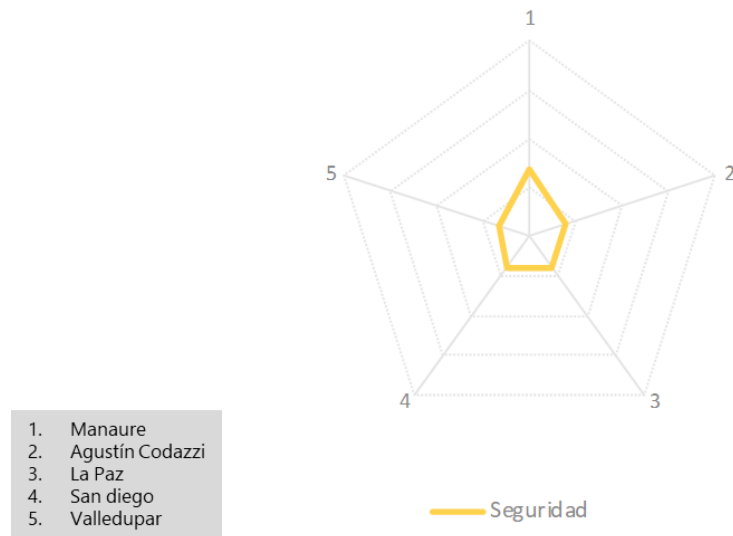 1
5
2
4
3
1. Manaure
2. Agustín Codazzi
3. La Paz
4. San diego
5. Valledupar
Seguridad